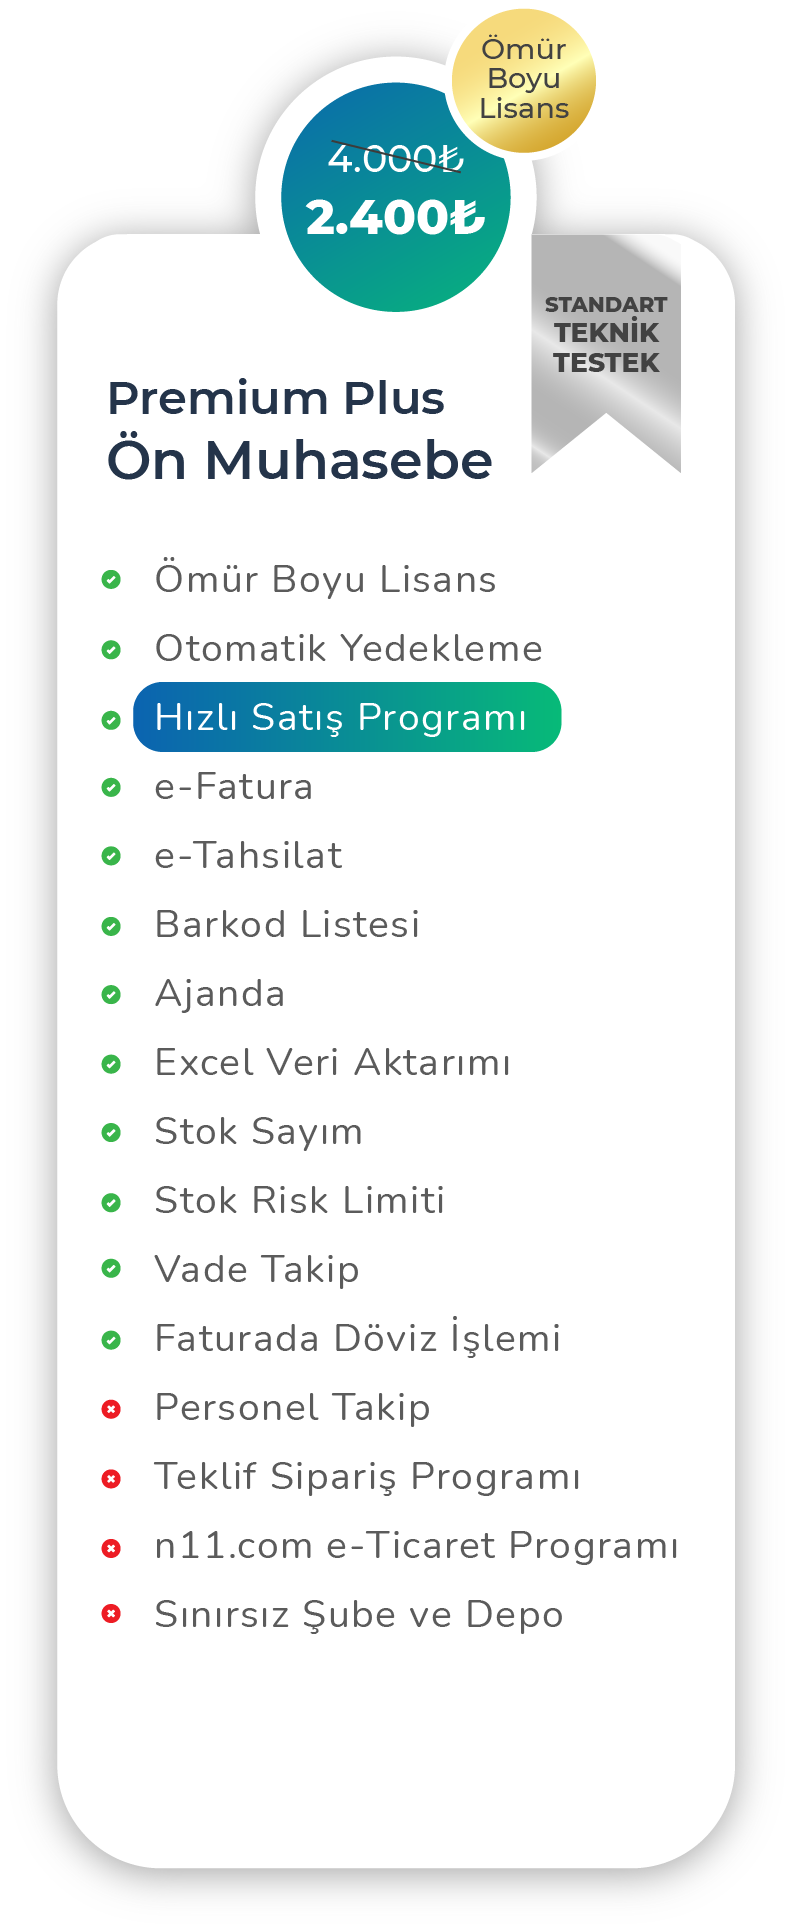 Ömür
Boyu
Lisans
4.000₺
2.400₺
STANDART
TEKNİK
TESTEK
Premium Plus
Ön Muhasebe
Ömür Boyu Lisans
Otomatik Yedekleme
Hızlı Satış Programı
e-Fatura
e-Tahsilat
Barkod Listesi
Ajanda
Excel Veri Aktarımı
Stok Sayım
Stok Risk Limiti
Vade Takip
Faturada Döviz İşlemi
Personel Takip
Teklif Sipariş Programı
n11.com e-Ticaret Programı
Sınırsız Şube ve Depo